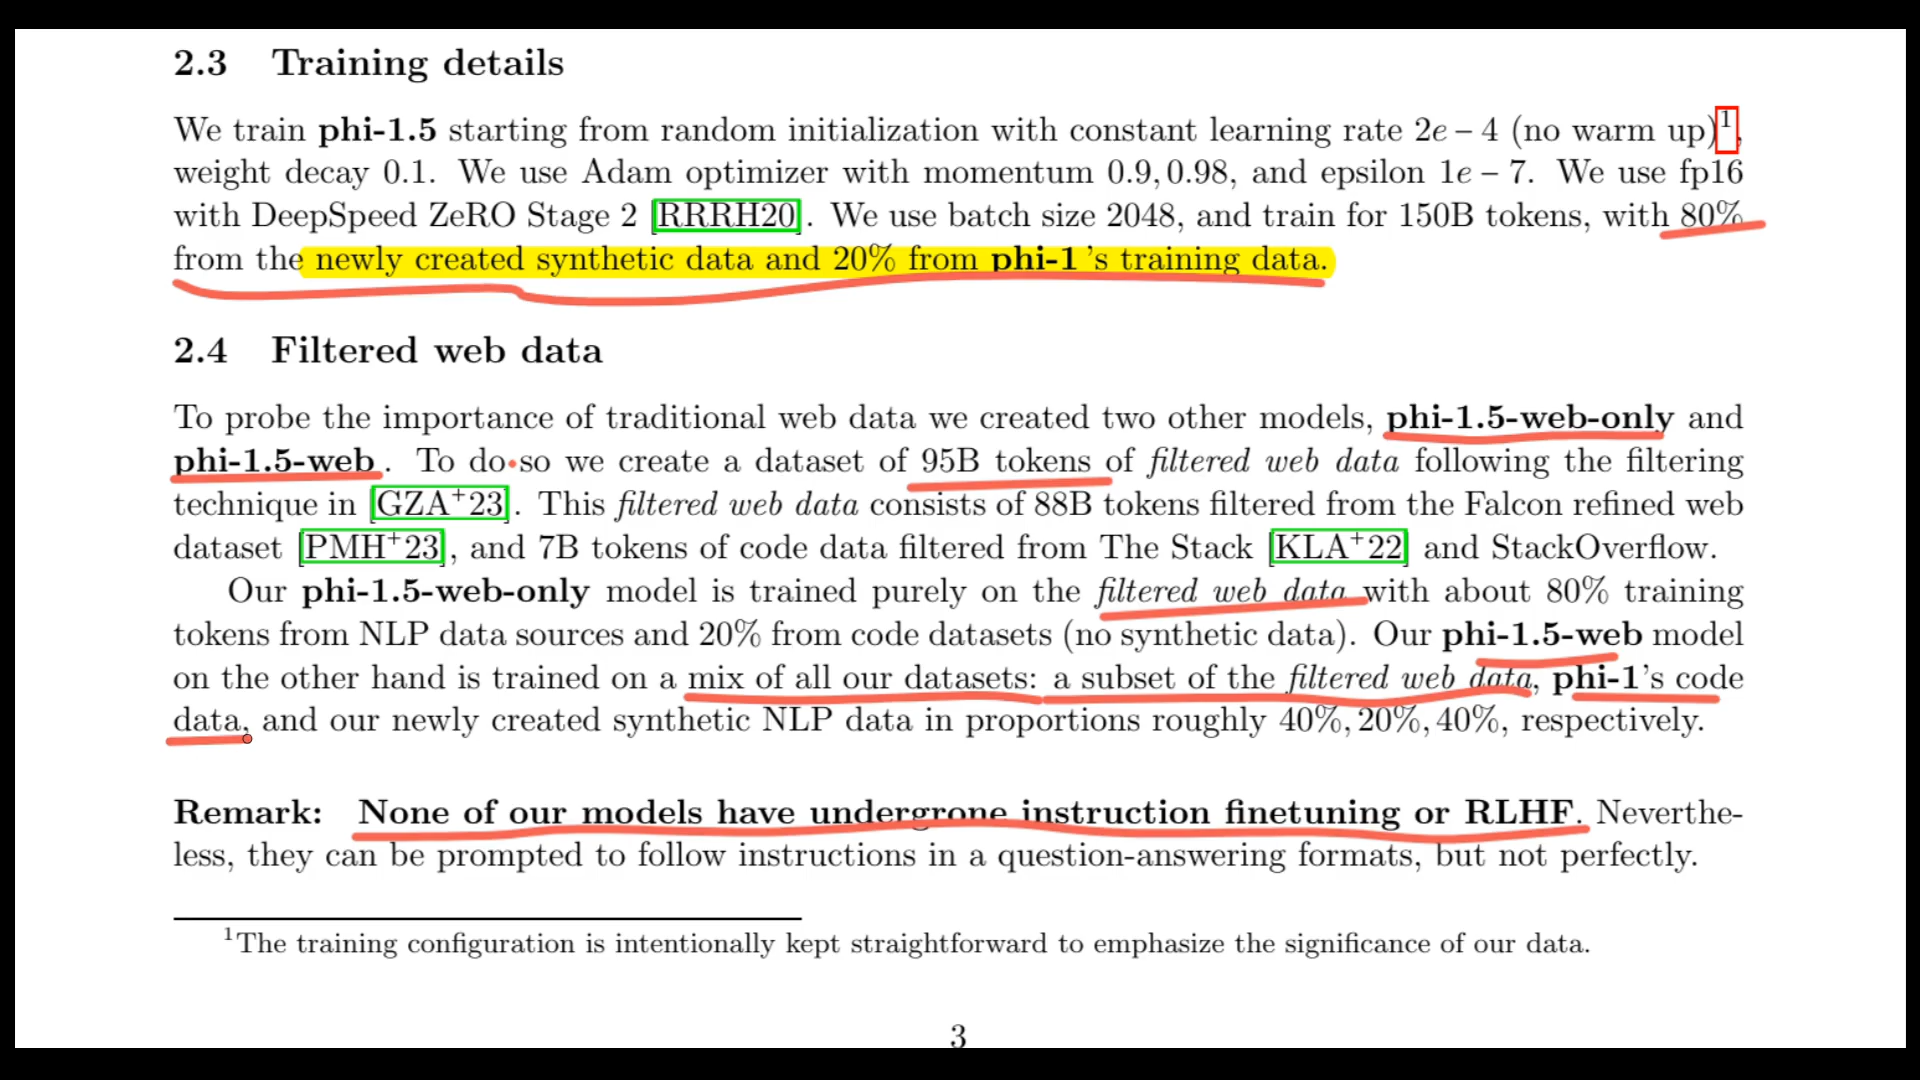 2.3 Training details
We train phi-1.5 starting from random initialization with constant learning rate 2e − 4 (no warm up)1,
weight decay 0.1. We use Adam optimizer with momentum 0.9, 0.98, and epsilon 1e − 7. We use fp16
with DeepSpeed ZeRO Stage 2 [RRRH20]. We use batch size 2048, and train for 150B tokens, with 80%
from the newly created synthetic data and 20% from phi-1 's training data.
2.4 Filtered web data
To probe the importance of traditional web data we created two other models, phi-1.5-web-only and
phi-1.5-web . To do so we create a dataset of 95B tokens of filtered web data following the filtering
technique in [GZA+23]. This filtered web data consists of 88B tokens filtered from the Falcon refined web
dataset [PMH+23], and 7B tokens of code data filtered from The Stack [KLA+22] and StackOverflow.
Our phi-1.5-web-only model is trained purely on the filtered web data with about 80% training
tokens from NLP data sources and 20% from code datasets (no synthetic data). Our phi-1.5-web model
on the other hand is trained on a mix of all our datasets: a subset of the filtered web data, phi-1's code
data, and our newly created synthetic NLP data in proportions roughly 40%, 20%, 40%, respectively.
Remark: None of our models have undergrone instruction finetuning or RLHF. Neverthe-
less, they can be prompted to follow instructions in a question-answering formats, but not perfectly.
1The training configuration is intentionally kept straightforward to emphasize the significance of our data.
3